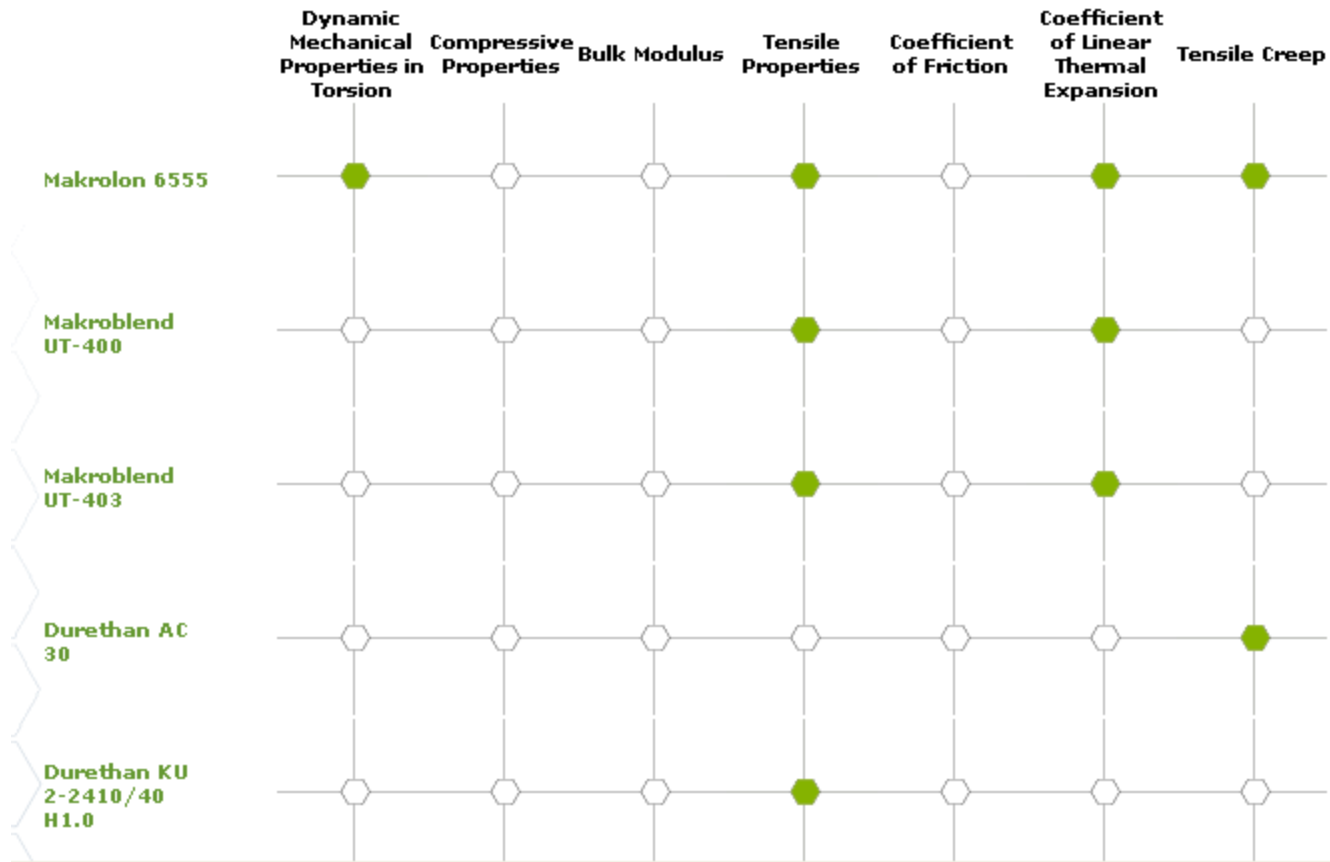 Dynamic
Mechanical
Properties in
Torsion
Compressive
Properties
Bulk Modulus
Tensile
Properties
Coefficient
of Friction
Coefficient
of Linear
Thermal
Expansion
Tensile Creep
Makrolon 6555
Makroblend
UT-400
Makroblend
UT-403
Durethan AC
30
Durethan KU
2-2410/40
H1.0